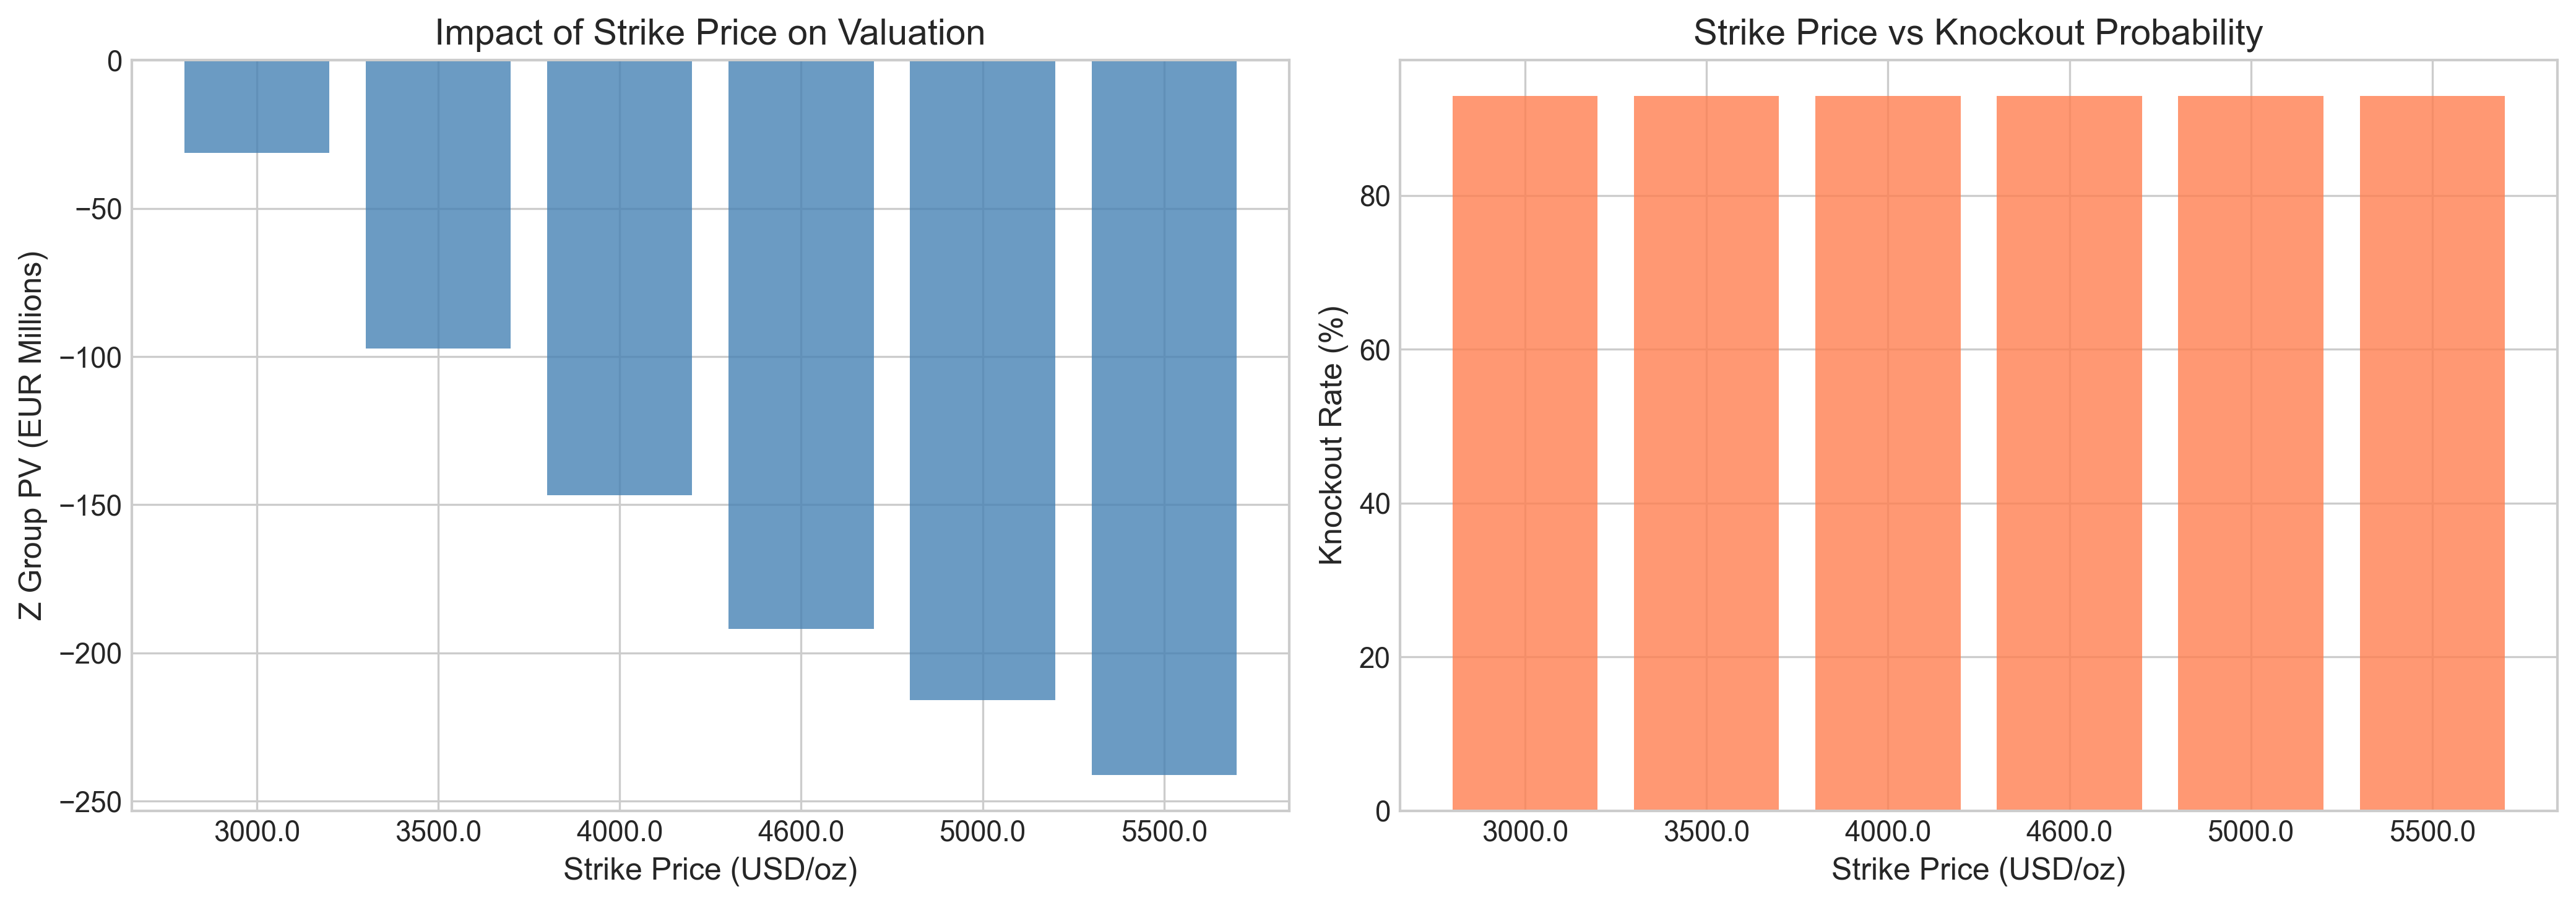 Impact of Strike Price on Valuation
Z Group PV (EUR Millions)
0
−50
−100
−150
−200
−250
3000.0 3500.0 4000.0 4600.0 5000.0 5500.0
Strike Price (USD/oz)
Strike Price vs Knockout Probability
Knockout Rate (%)
80
60
40
20
0
3000.0 3500.0 4000.0 4600.0 5000.0 5500.0
Strike Price (USD/oz)